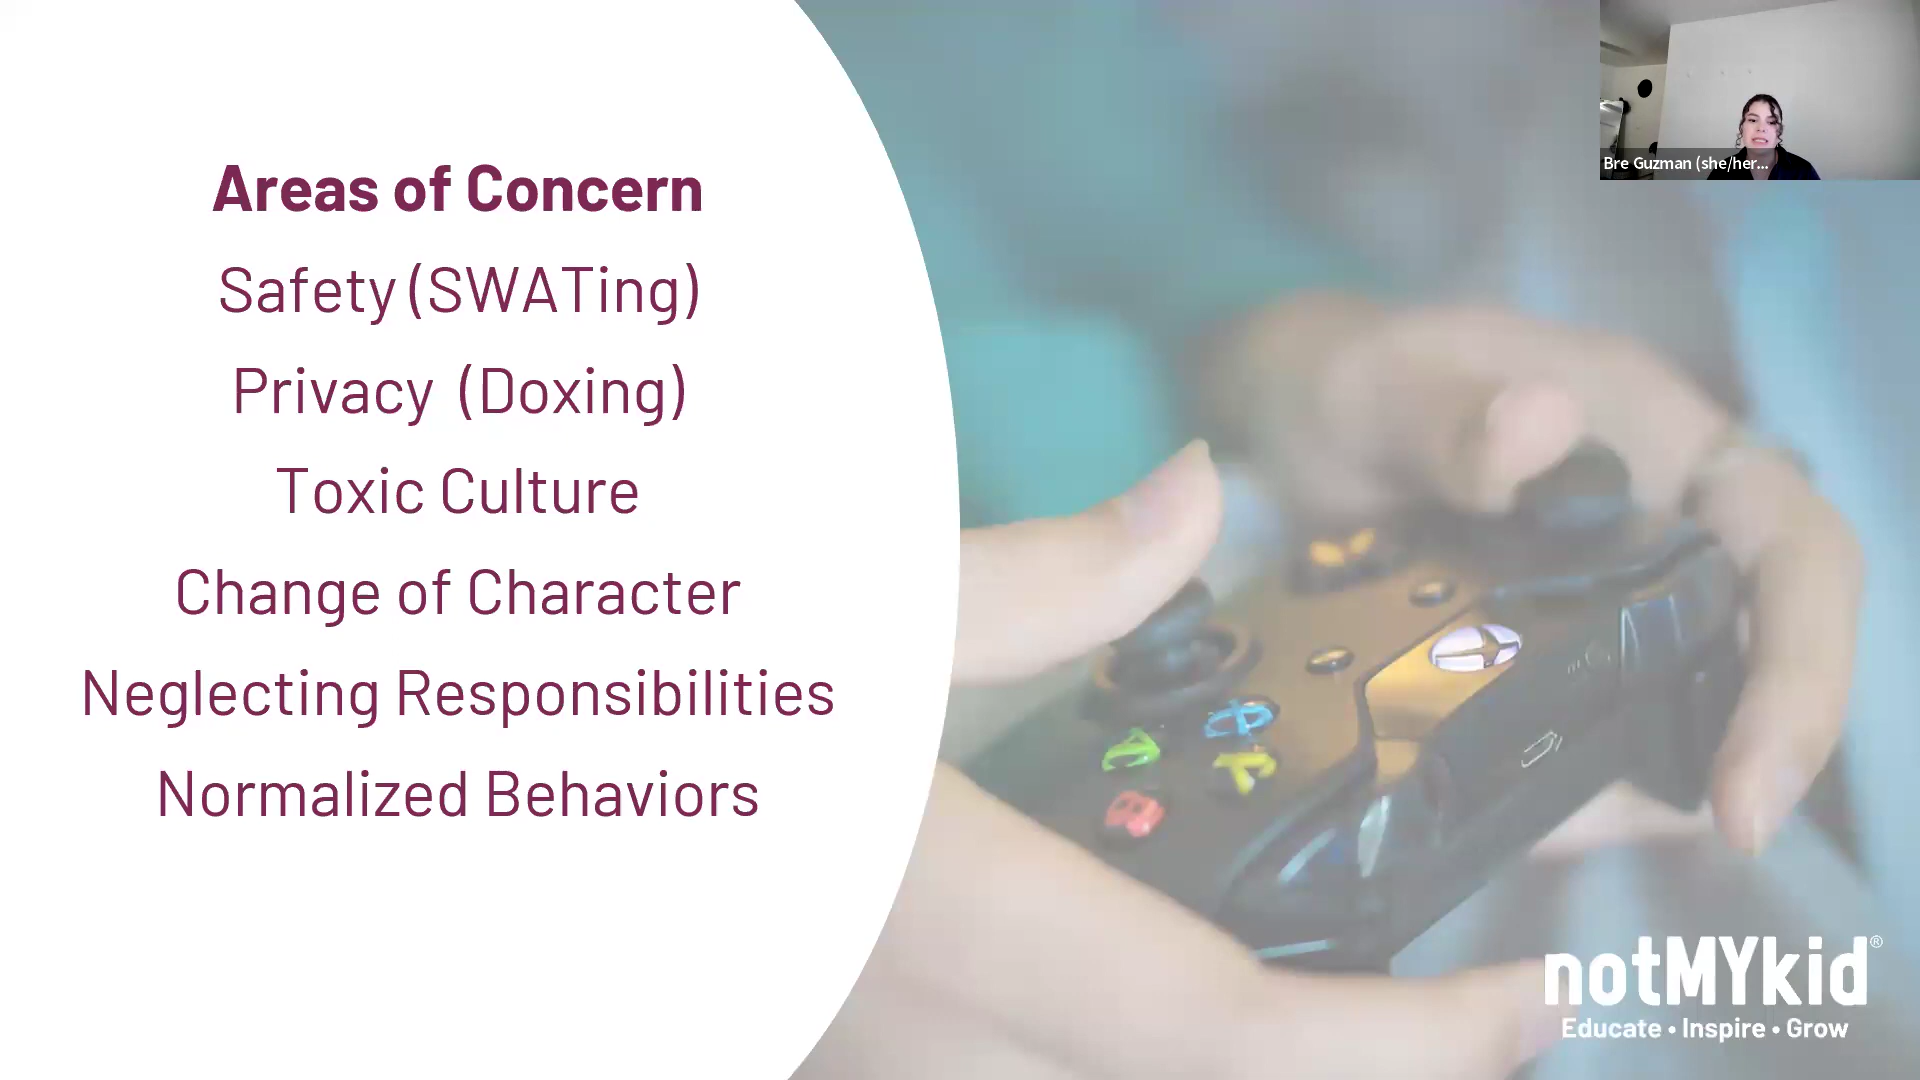 Areas of Concern
Safety (SWATing)
Privacy (Doxing)
Toxic Culture
Change of Character
Neglecting Responsibilities
Normalized Behaviors
Bre Guzman (she/her...
notMYkid®
Educate • Inspire • Grow